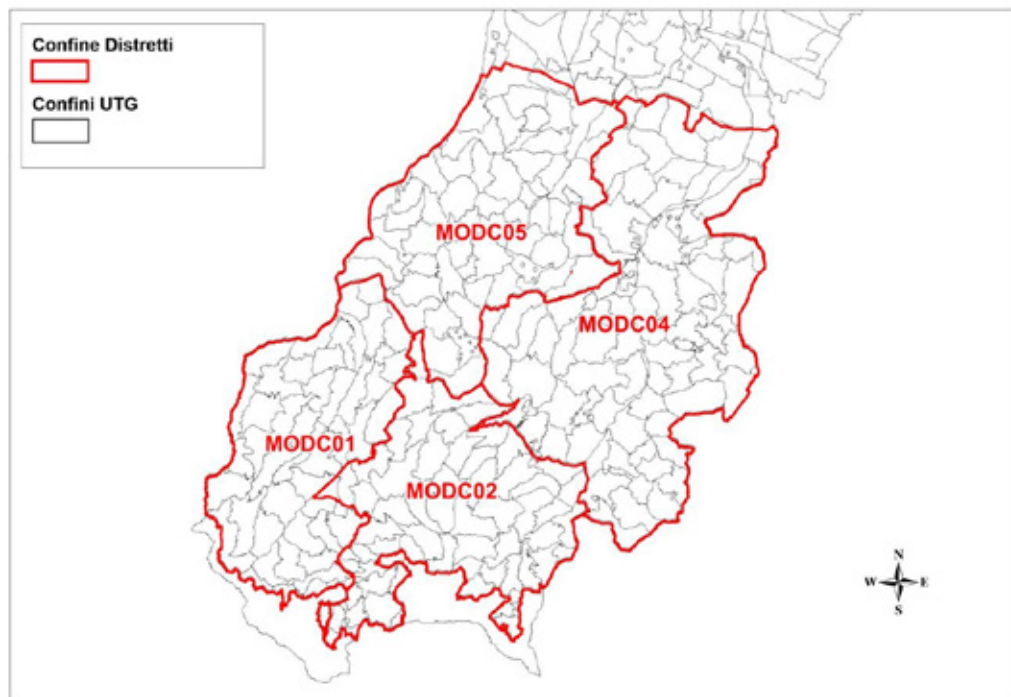 Confine Distretti
Confini UTG
MODC05
MODC04
MODC01
MODC02
N
W E
S